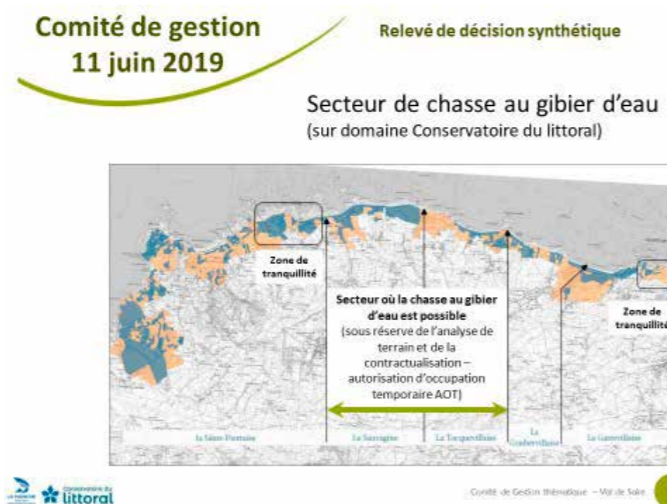 Comité de gestion
11 juin 2019
Relevé de décision synthétique
Secteur de chasse au gibier d'eau
(sur domaine Conservatoire du littoral)
Zone de
tranquillité
Secteur où la chasse au gibier
d'eau est possible
(sous réserve de l'analyse de
terrain et de la
contractualisation –
autorisation d'occupation
temporaire AOT)
Zone de
tranquillité
La
Conservatoire du
littoral
Comité de Gestion thématique – Val de Saire